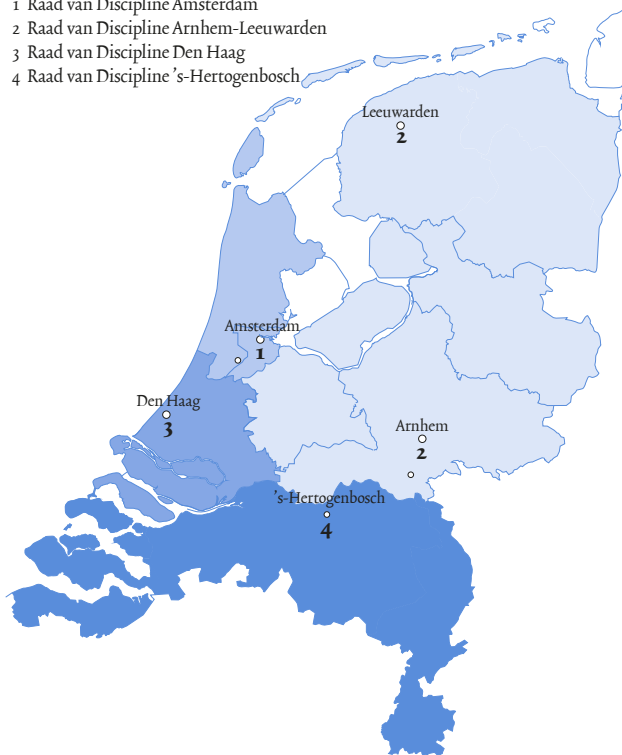 1 Raad van Discipline Amsterdam
2 Raad van Discipline Arnhem-Leeuwarden
3 Raad van Discipline Den Haag
4 Raad van Discipline ’s-Hertogenbosch
Leeuwarden
2
Amsterdam
1
Den Haag
3
Arnhem
2
’s-Hertogenbosch
4